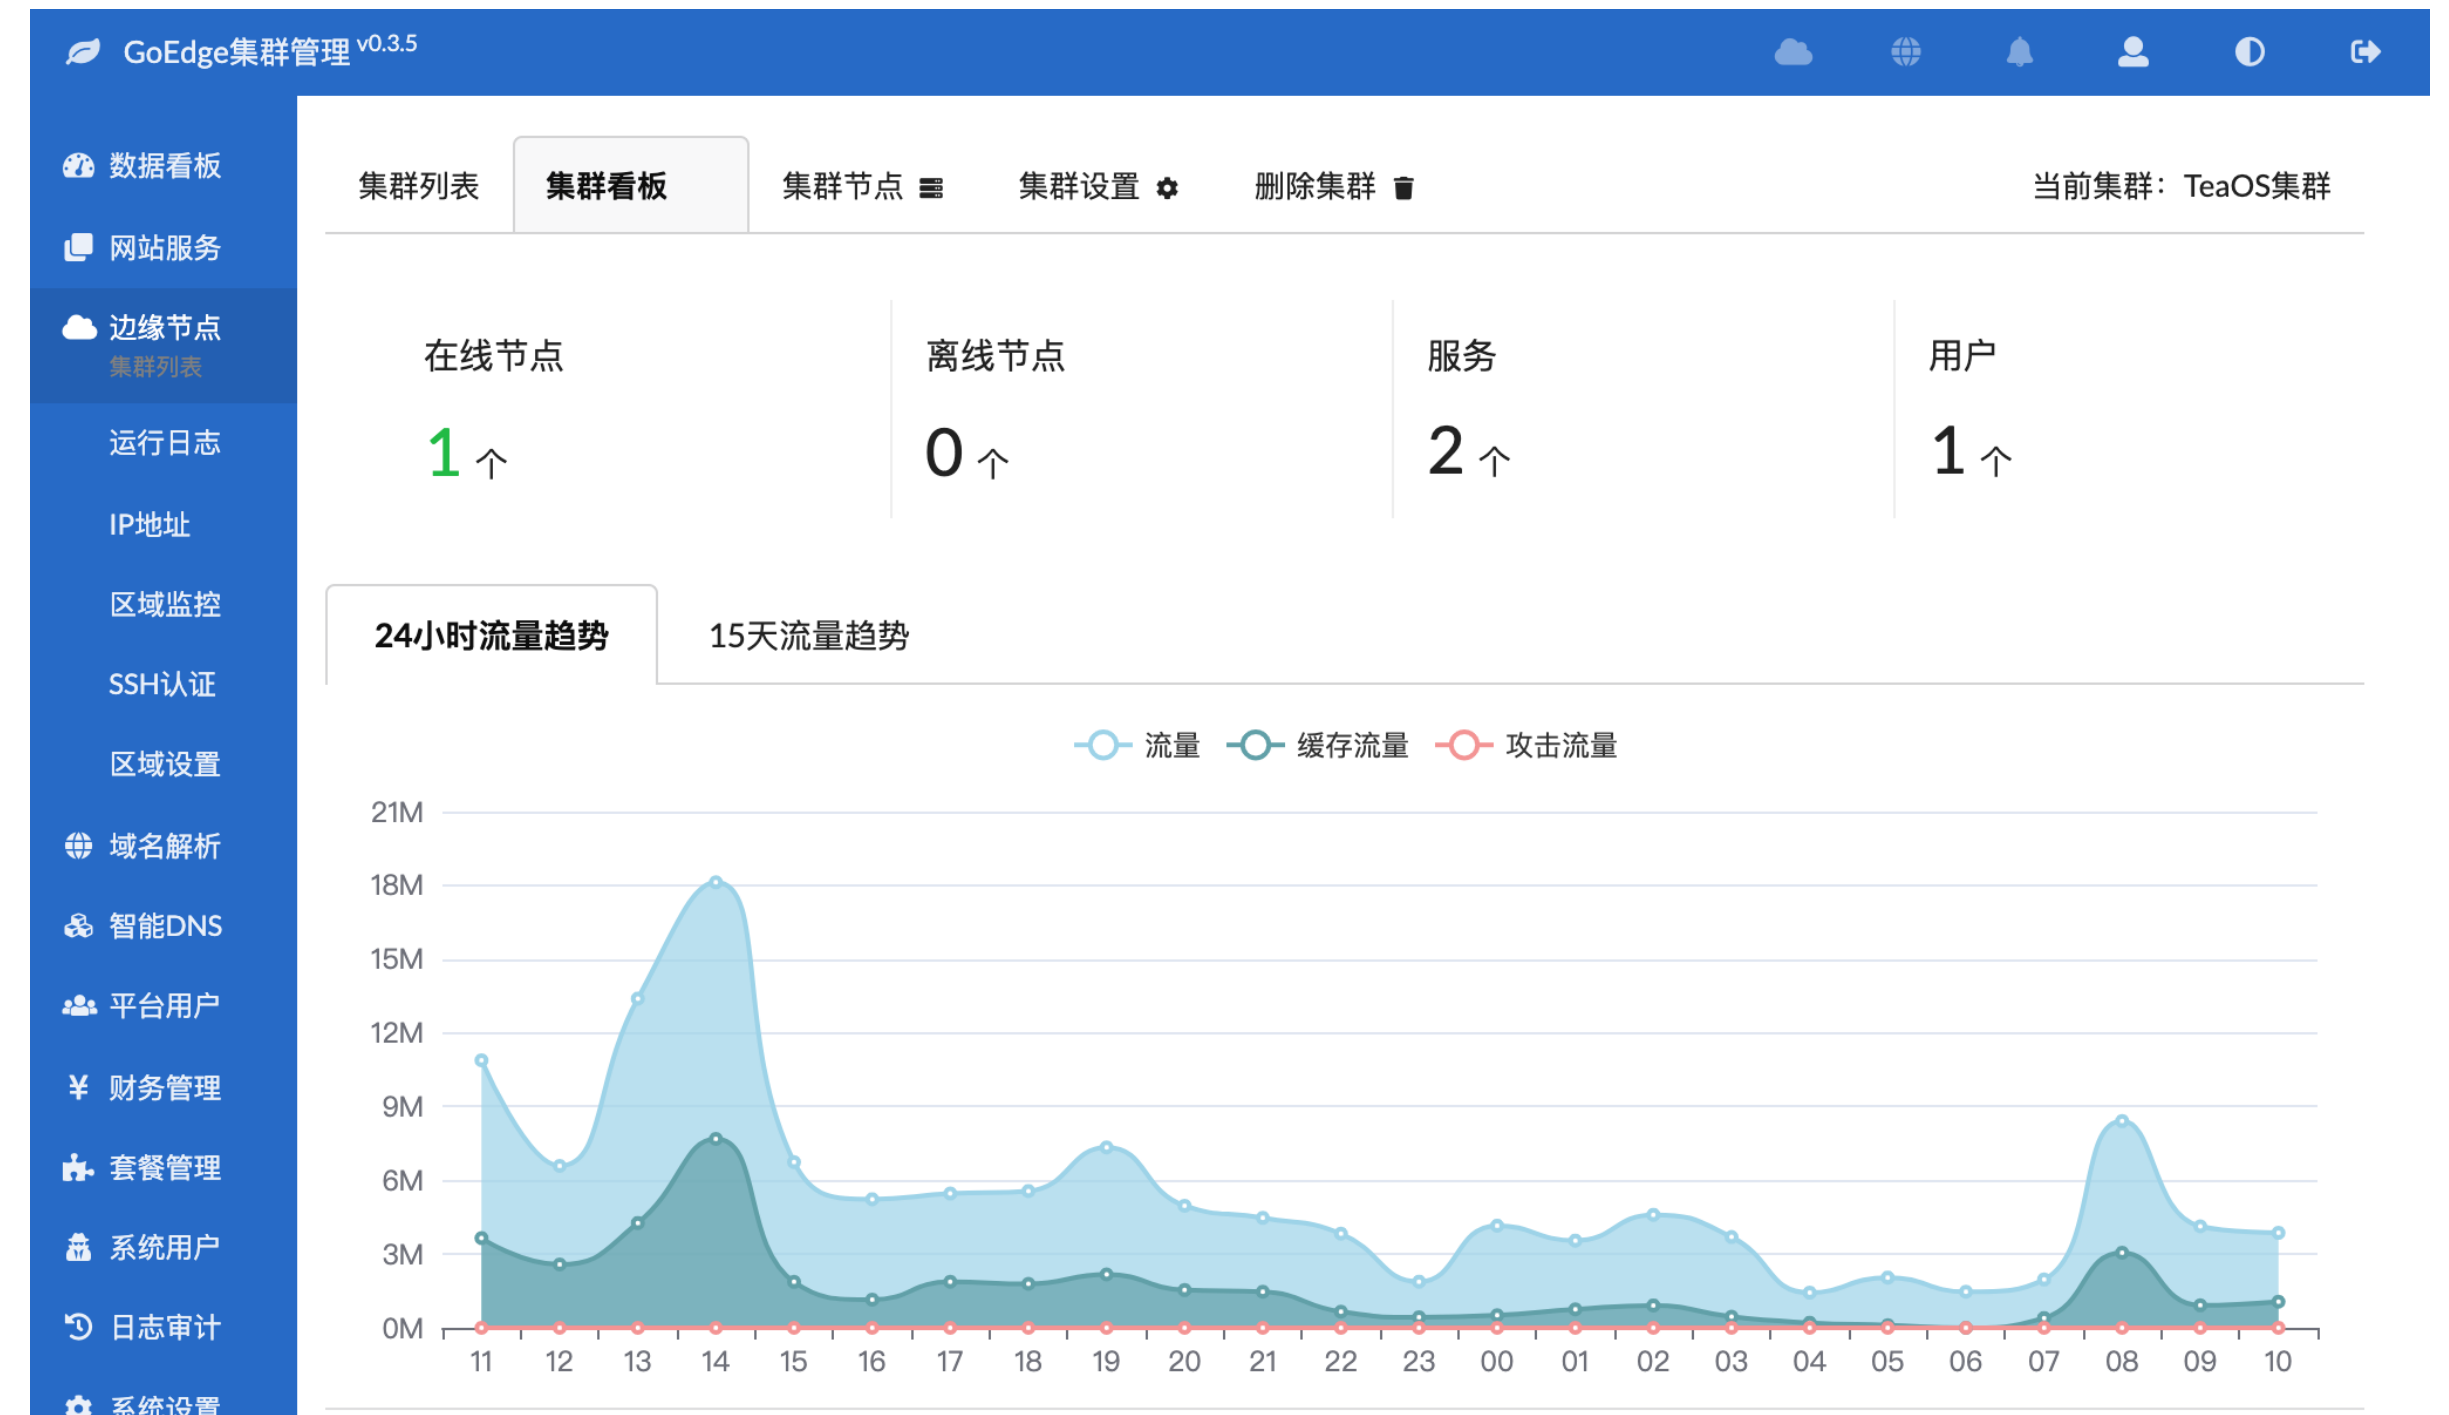 GoEdge集群管理 v0.3.5
数据看板
网站服务
边缘节点
集群列表
运行日志
IP地址
区域监控
SSH认证
区域设置
域名解析
智能DNS
平台用户
财务管理
套餐管理
系统用户
日志审计
系统设置
集群列表 集群看板 集群节点 集群设置 删除集群 当前集群：TeaOS集群
在线节点 离线节点 服务 用户
1个 0个 2个 1个
24小时流量趋势 15天流量趋势
流量 缓存流量 攻击流量
21M
18M
15M
12M
9M
6M
3M
0M
11 12 13 14 15 16 17 18 19 20 21 22 23 00 01 02 03 04 05 06 07 08 09 10